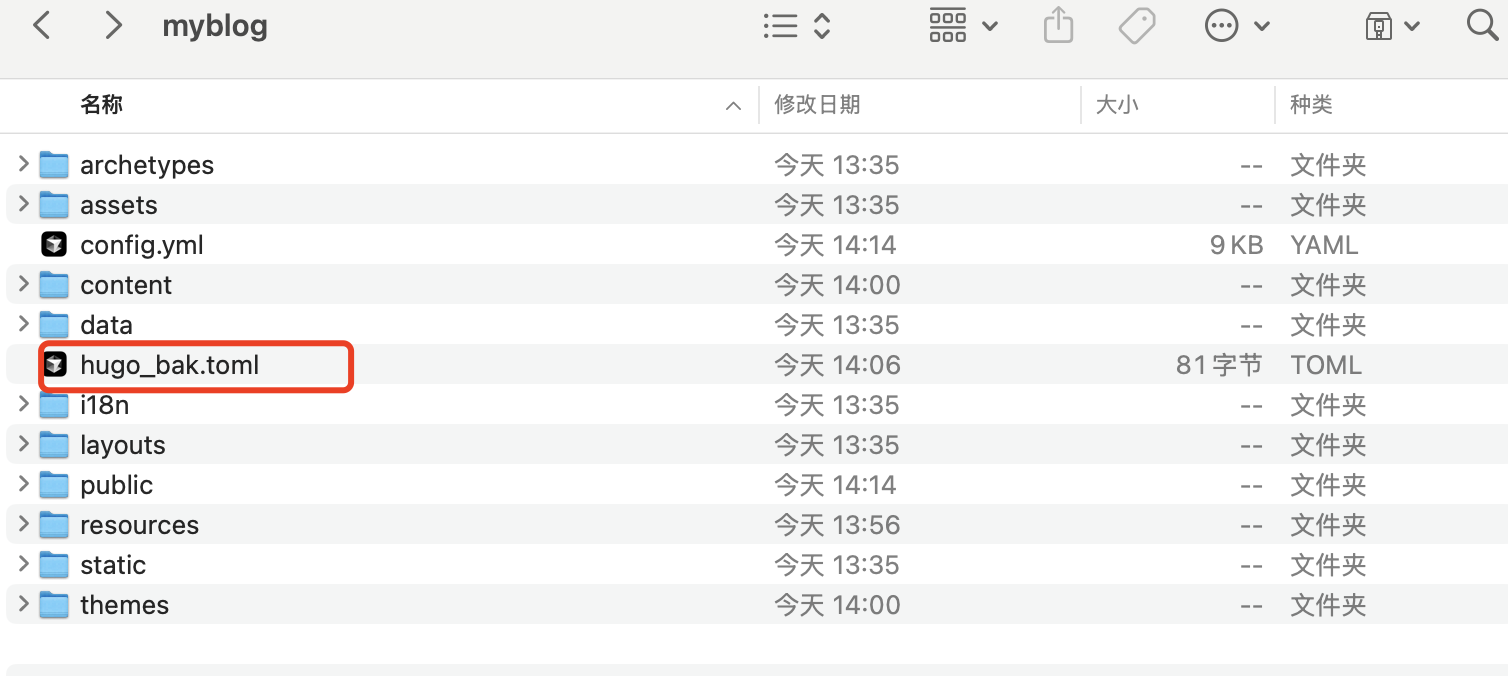 myblog
名称 修改日期 大小 种类
archetypes 今天 13:35 -- 文件夹
assets 今天 13:35 -- 文件夹
config.yml 今天 14:14 9 KB YAML
content 今天 14:00 -- 文件夹
data 今天 13:35 -- 文件夹
hugo_bak.toml 今天 14:06 81 字节 TOML
i18n 今天 13:35 -- 文件夹
layouts 今天 13:35 -- 文件夹
public 今天 14:14 -- 文件夹
resources 今天 13:56 -- 文件夹
static 今天 13:35 -- 文件夹
themes 今天 14:00 -- 文件夹